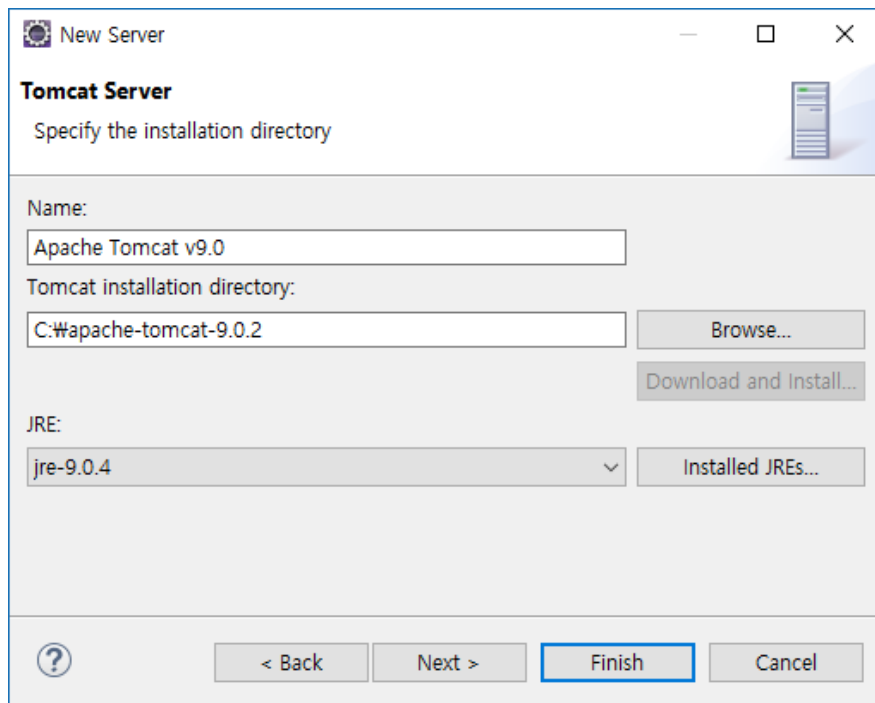 New Server
Tomcat Server
Specify the installation directory
Name:
Apache Tomcat v9.0
Tomcat installation directory:
C:₩apache-tomcat-9.0.2
Browse...
Download and Install...
JRE:
jre-9.0.4
Installed JREs...
?
< Back
Next >
Finish
Cancel